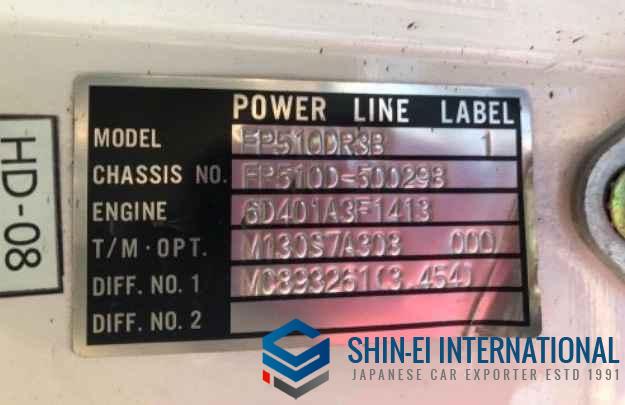 HD-08
POWER LINE LABEL
MODEL FP510DR3B 1
CHASSIS NO. FP510D-500298
ENGINE 6D401A3F1413
T/M·OPT. M130S7A308 000
DIFF. NO. 1 MC893261(3.454)
DIFF. NO. 2
SHIN-EI INTERNATIONAL
JAPANESE CAR EXPORTER ESTD 1991